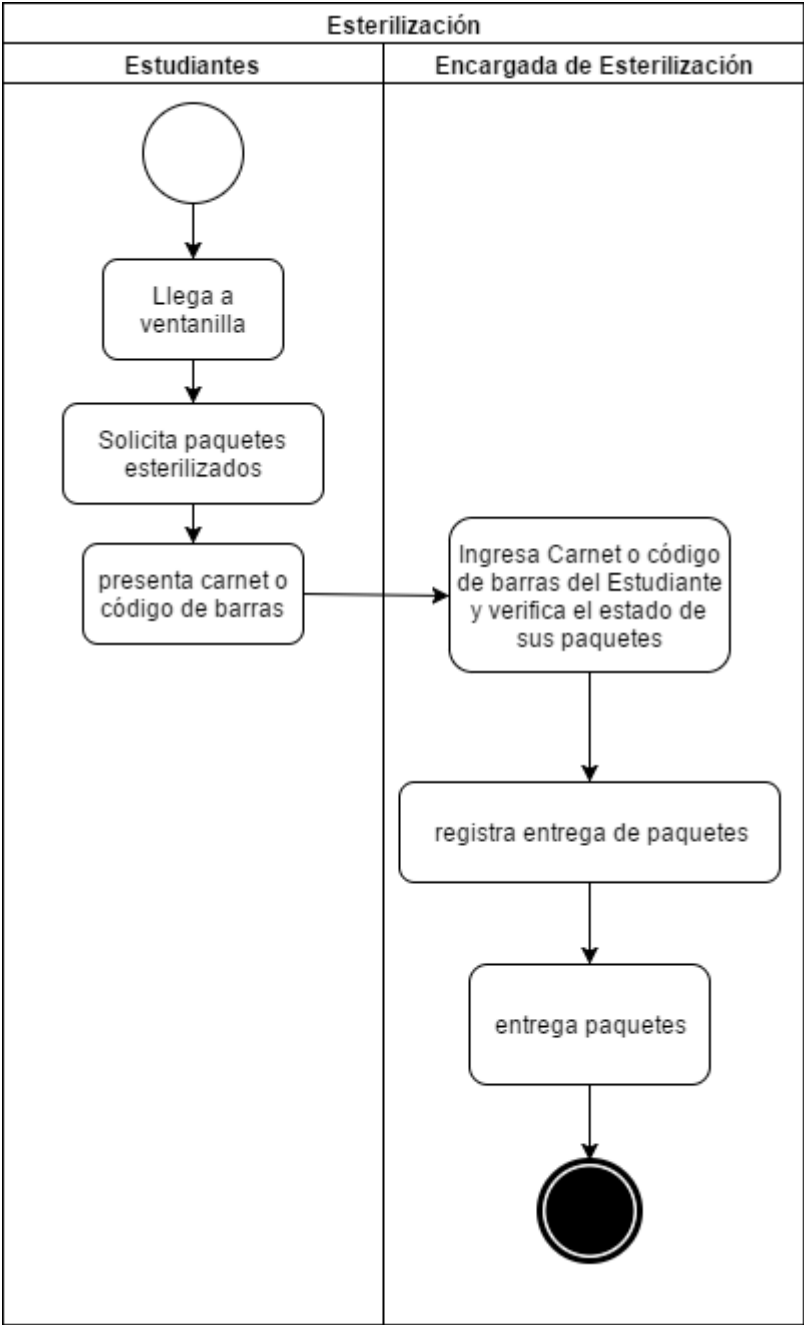 Esterilización
Estudiantes
Encargada de Esterilización
Llega a
ventanilla
Solicita paquetes
esterilizados
presenta carnet o
código de barras
Ingresa Carnet o código
de barras del Estudiante
y verifica el estado de
sus paquetes
registra entrega de paquetes
entrega paquetes